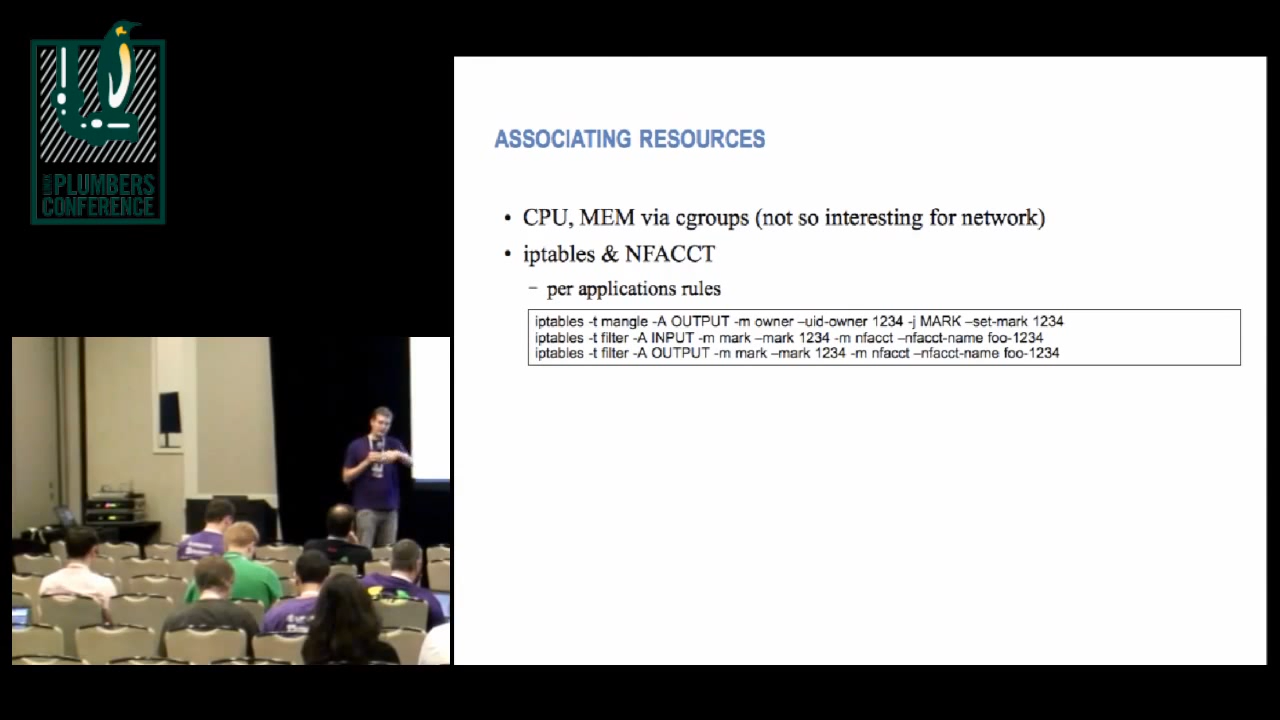 LINUX
PLUMBERS
CONFERENCE
ASSOCIATING RESOURCES
• CPU, MEM via cgroups (not so interesting for network)
• iptables & NFACCT
– per applications rules
iptables -t mangle -A OUTPUT -m owner –uid-owner 1234 -j MARK –set-mark 1234
iptables -t filter -A INPUT -m mark –mark 1234 -m nfacct –nfacct-name foo-1234
iptables -t filter -A OUTPUT -m mark –mark 1234 -m nfacct –nfacct-name foo-1234